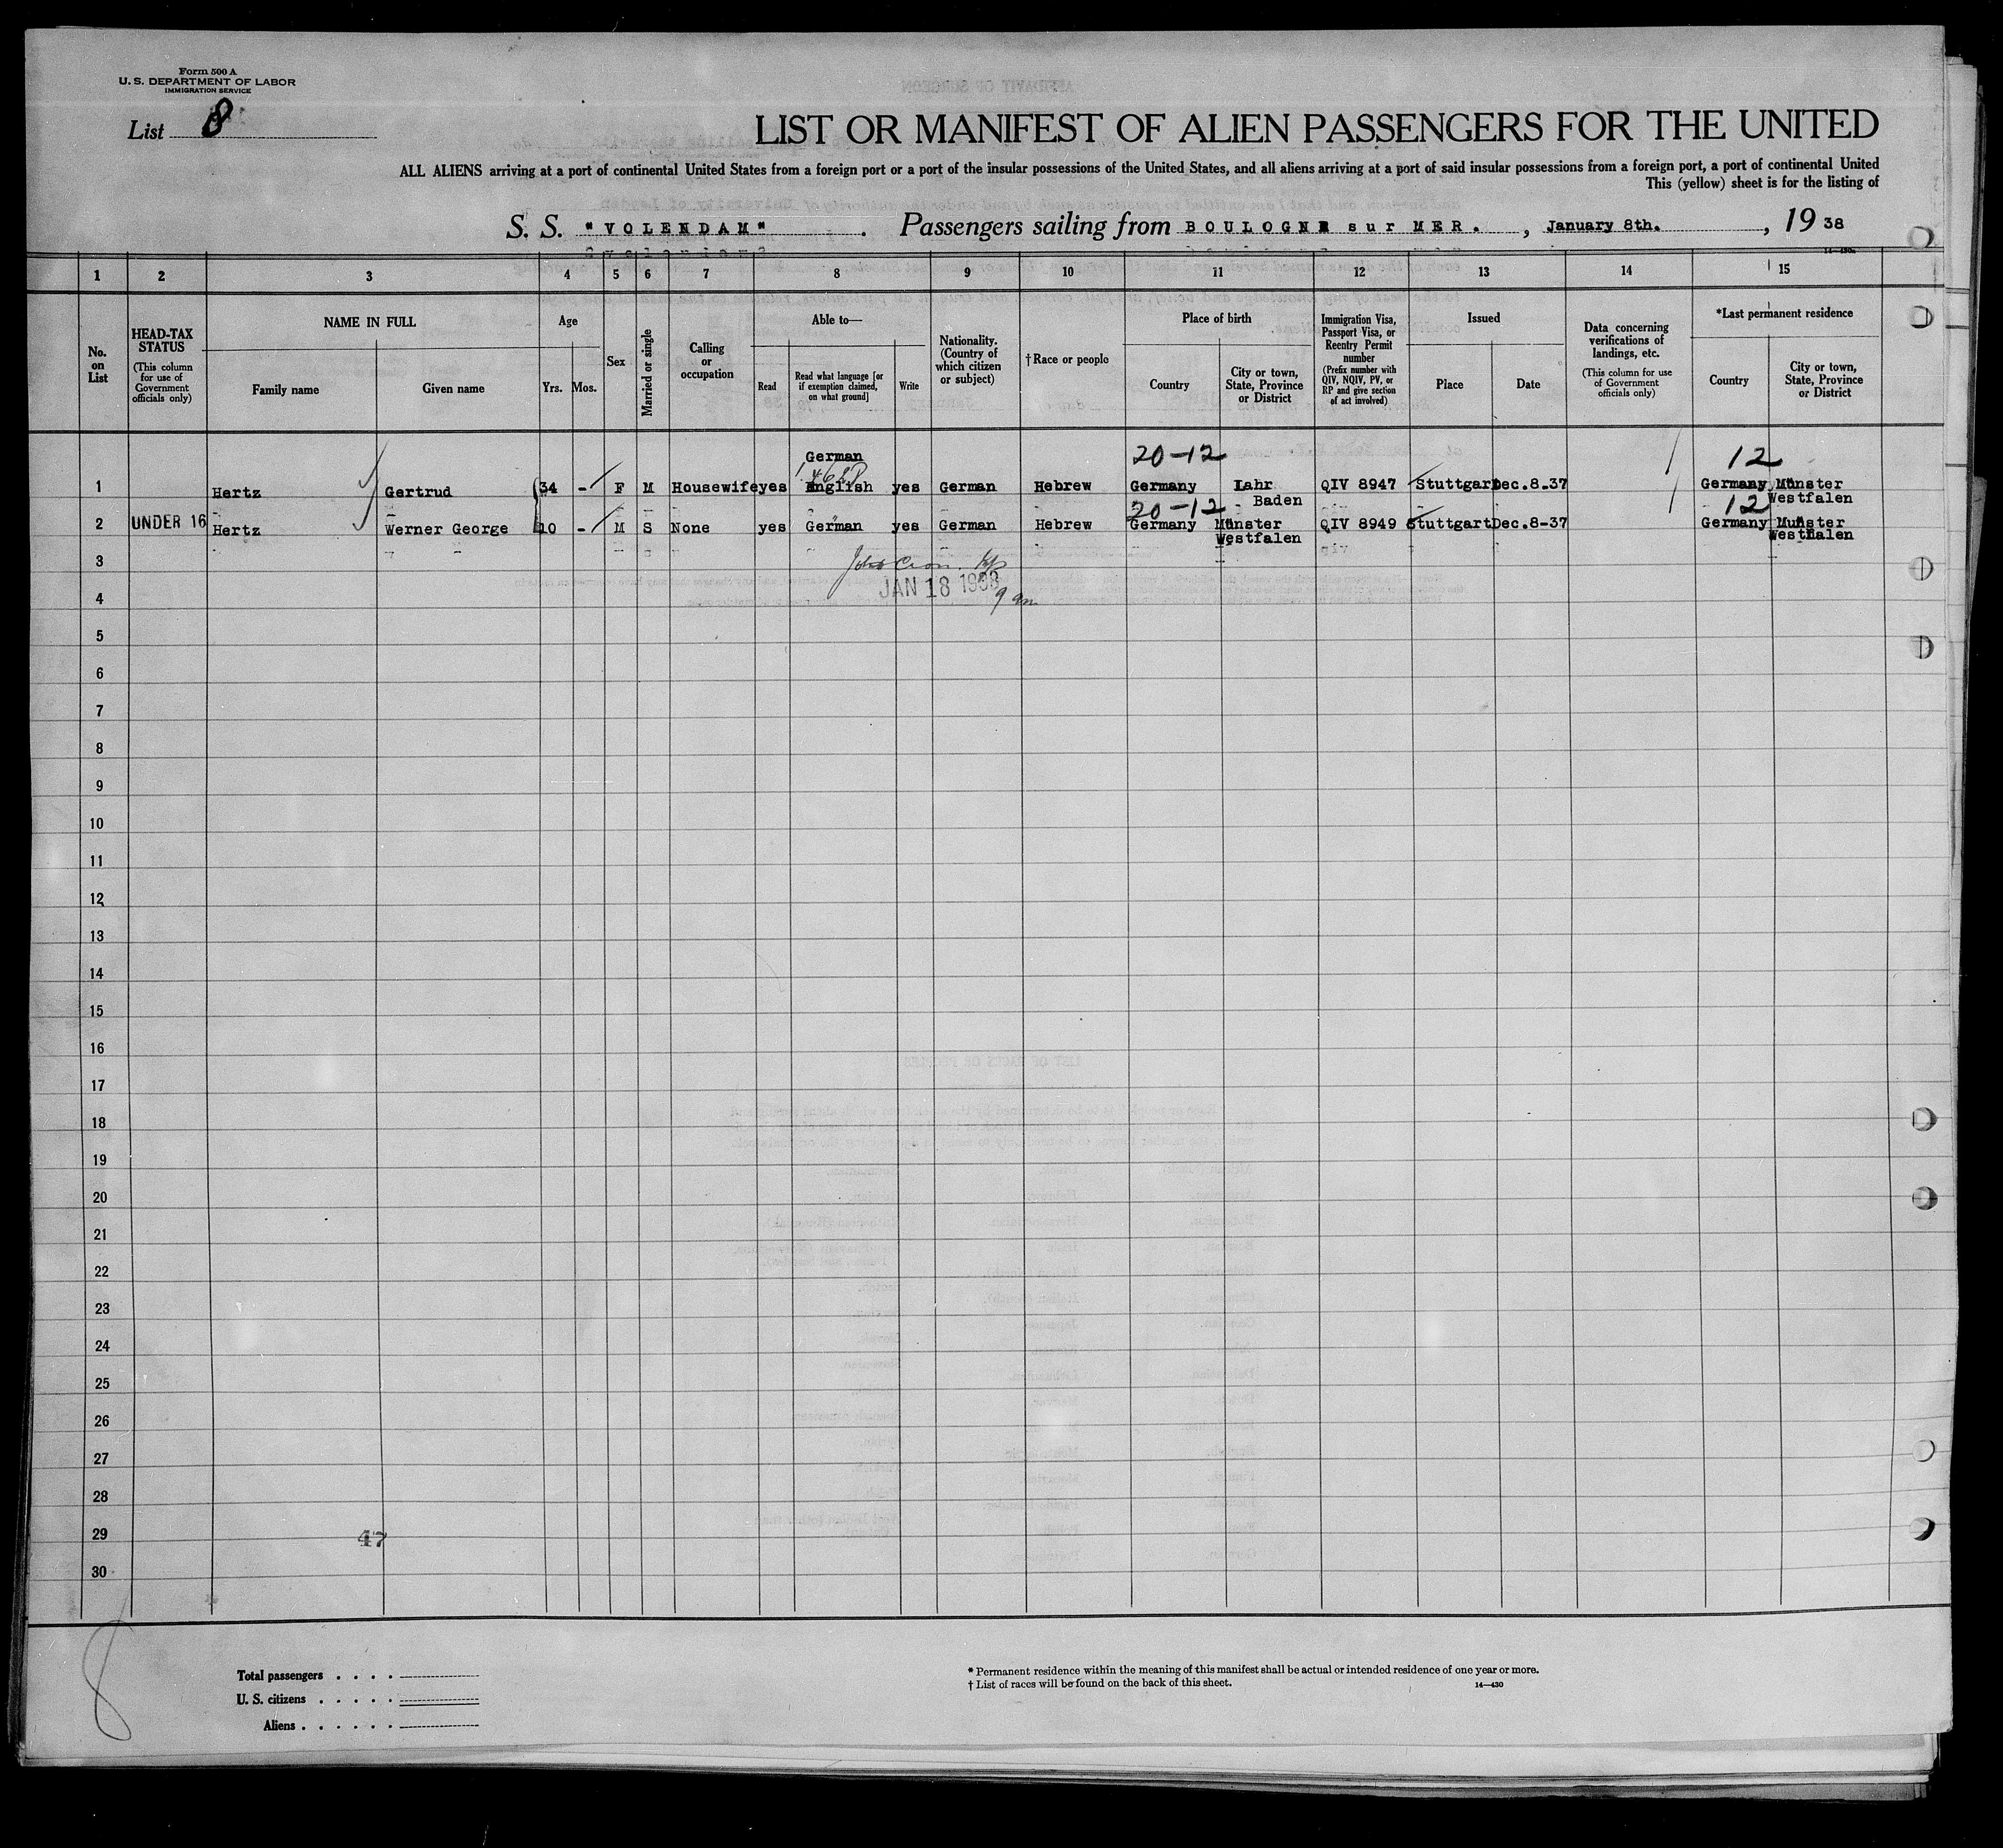 Form 500 A
U. S. DEPARTMENT OF LABOR
IMMIGRATION SERVICE
List 8
LIST OR MANIFEST OF ALIEN PASSENGERS FOR THE UNITED
ALL ALIENS arriving at a port of continental United States from a foreign port or a port of the insular possessions of the United States, and all aliens arriving at a port of said insular possessions from a foreign port, a port of continental United
This (yellow) sheet is for the listing of
S. S. "VOLENDAM" . Passengers sailing from BOULOGNE sur MER. , January 8th. , 19 38
1 2 3 4 5 6 7 8 9 10 11 12 13 14 15
No. on List
HEAD-TAX STATUS
(This column for use of Government officials only)
NAME IN FULL
Family name
Given name
Age
Yrs.
Mos.
Sex
Married or single
Calling or occupation
Able to—
Read
Read what language [or if exemption claimed, on what ground]
Write
Nationality. (Country of which citizen or subject)
†Race or people
Place of birth
Country
City or town, State, Province or District
Immigration Visa, Passport Visa, or Reentry Permit number
(Prefix number with QIV, NQIV, PV, or RP and give section of act involved)
Issued
Place
Date
Data concerning verifications of landings, etc.
(This column for use of Government officials only)
*Last permanent residence
Country
City or town, State, Province or District
German 20-12 12
1 Hertz Gertrud 34 - F M Housewife yes English yes German Hebrew Germany Lahr QIV 8947 Stuttgart Dec.8-37 Germany Münster
20-12 Baden 12 Westfalen
2 UNDER 16 Hertz Werner George 10 - M S None yes German yes German Hebrew Germany Münster QIV 8949 Stuttgart Dec.8-37 Germany Munster
Westfalen Westfalen
3
JAN 18 1938
4 9 am
5
6
7
8
9
10
11
12
13
14
15
16
17
18
19
20
21
22
23
24
25
26
27
28
29 47
30
8
Total passengers . . . .
U. S. citizens . . . . .
Aliens . . . . . .
* Permanent residence within the meaning of this manifest shall be actual or intended residence of one year or more.
† List of races will be found on the back of this sheet.
14—430